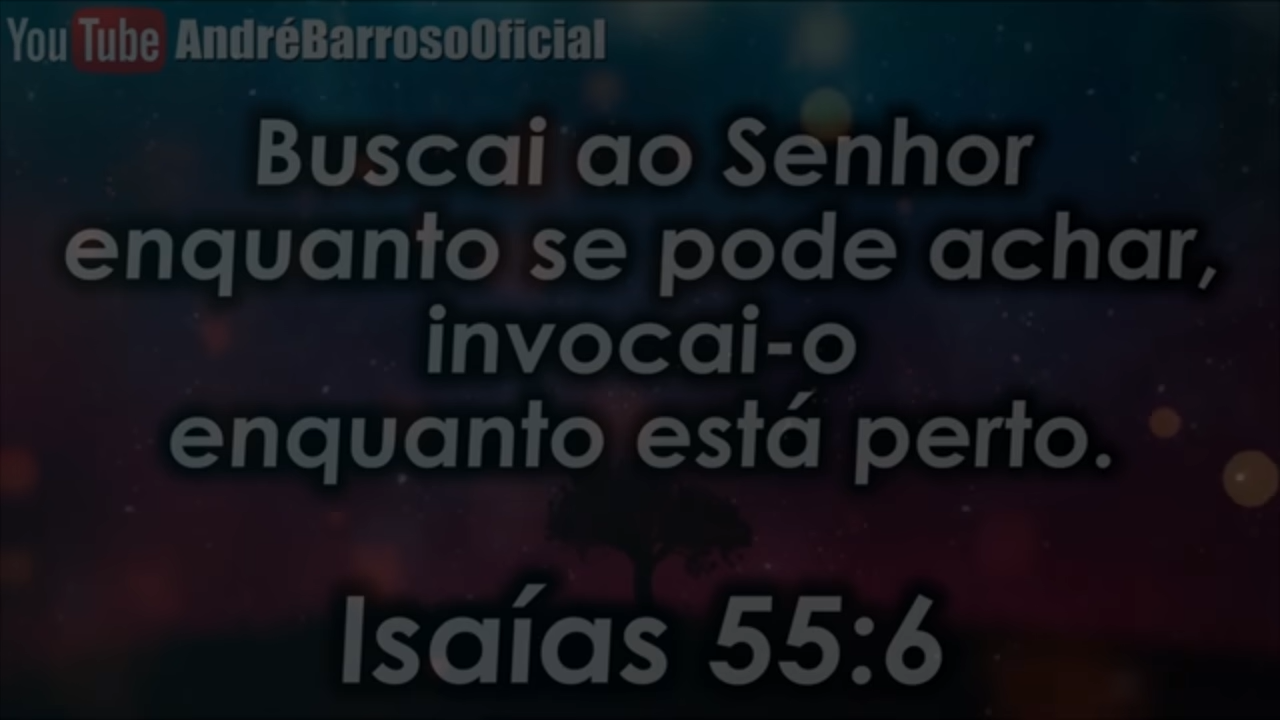 YouTube AndréBarrosoOficial
Buscai ao Senhor
enquanto se pode achar,
invocai-o
enquanto está perto.
Isaías 55:6